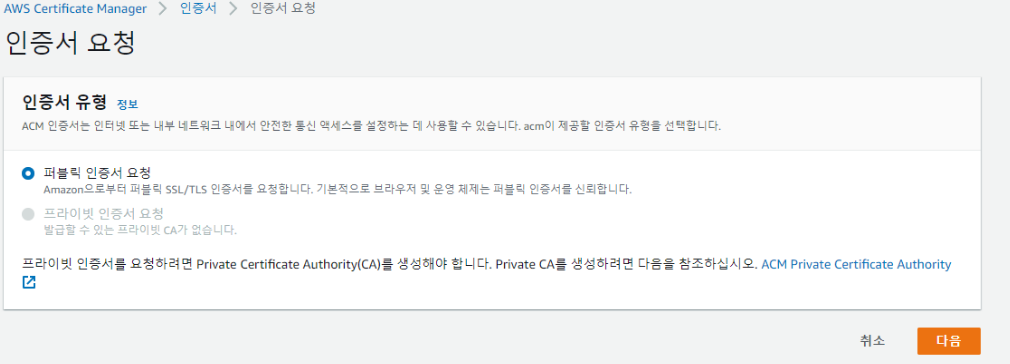 AWS Certificate Manager > 인증서 > 인증서 요청
인증서 요청
인증서 유형 정보
ACM 인증서는 인터넷 또는 내부 네트워크 내에서 안전한 통신 액세스를 설정하는 데 사용할 수 있습니다. acm이 제공할 인증서 유형을 선택합니다.
퍼블릭 인증서 요청
Amazon으로부터 퍼블릭 SSL/TLS 인증서를 요청합니다. 기본적으로 브라우저 및 운영 체제는 퍼블릭 인증서를 신뢰합니다.
프라이빗 인증서 요청
발급할 수 있는 프라이빗 CA가 없습니다.
프라이빗 인증서를 요청하려면 Private Certificate Authority(CA)를 생성해야 합니다. Private CA를 생성하려면 다음을 참조하십시오. ACM Private Certificate Authority
취소 다음